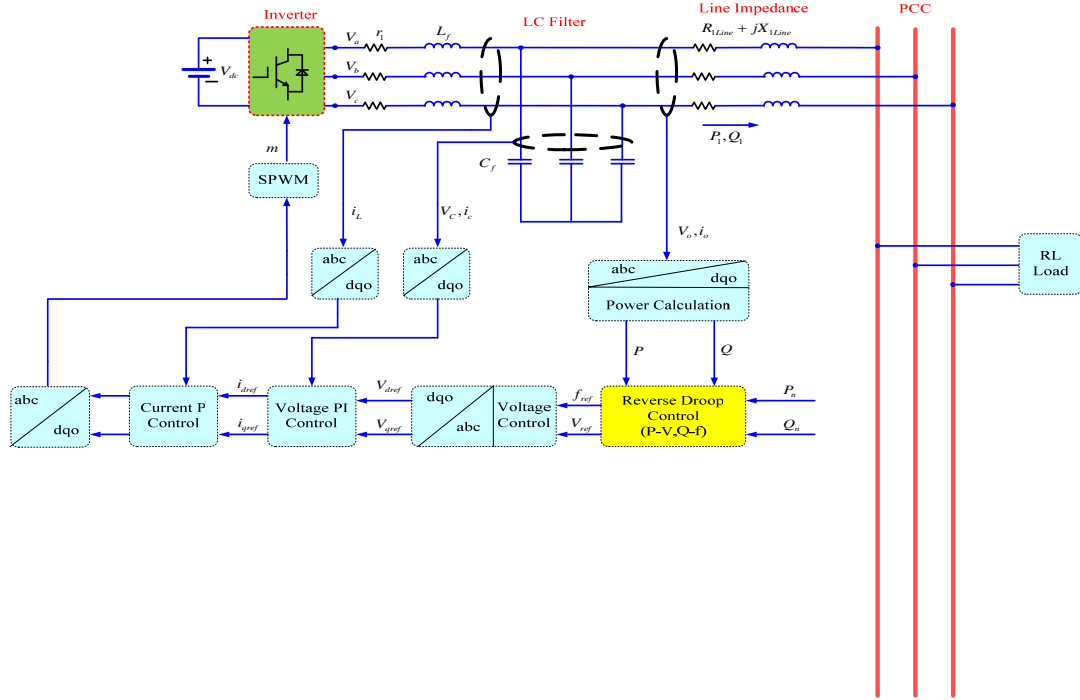 Inverter
LC Filter
Line Impedance
PCC
V_dc
V_a
r_1
L_f
R_1Line + jX_1Line
V_b
V_c
P_1, Q_1
m
C_f
SPWM
i_L
V_C, i_c
V_o, i_o
abc
dqo
abc
dqo
abc
dqo
Power Calculation
RL
Load
P
Q
abc
dqo
Current P
Control
i_dref
i_qref
Voltage PI
Control
V_dref
V_qref
dqo
abc
Voltage
Control
f_ref
V_ref
Reverse Droop
Control
(P-V,Q-f)
P_n
Q_n